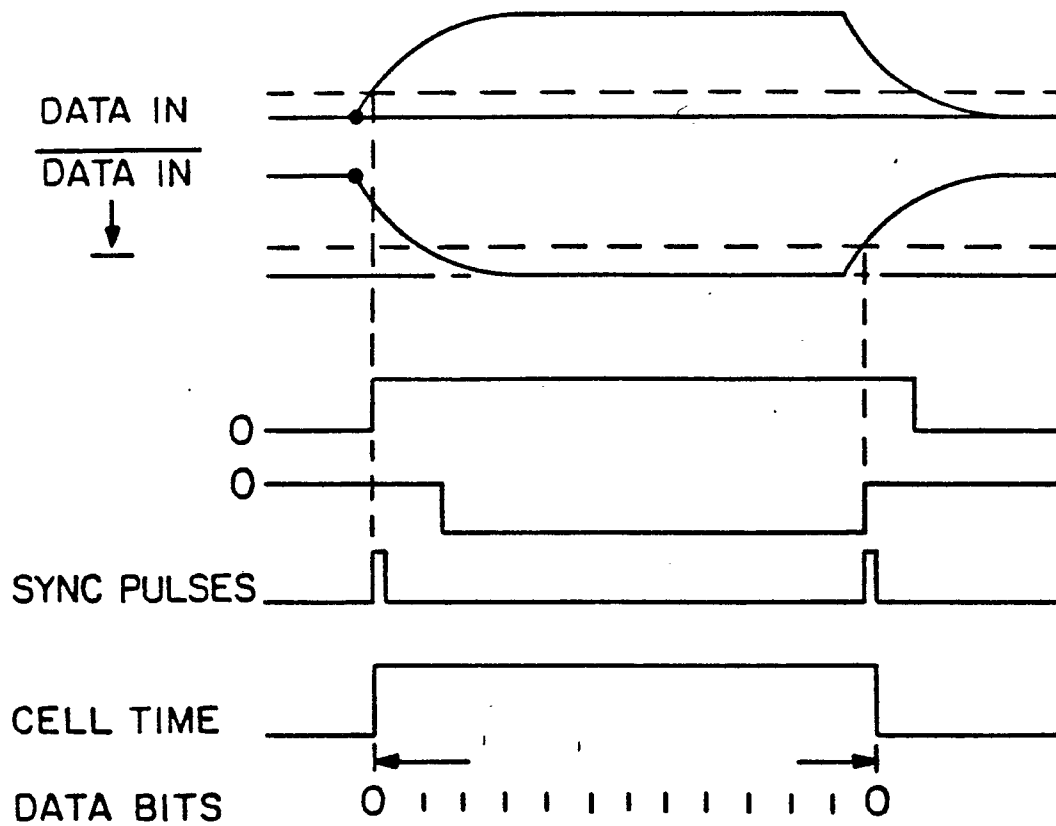 DATA IN
DATA IN
0
0
SYNC PULSES
CELL TIME
DATA BITS 0 1 1 1 1 1 1 1 1 1 1 1 0